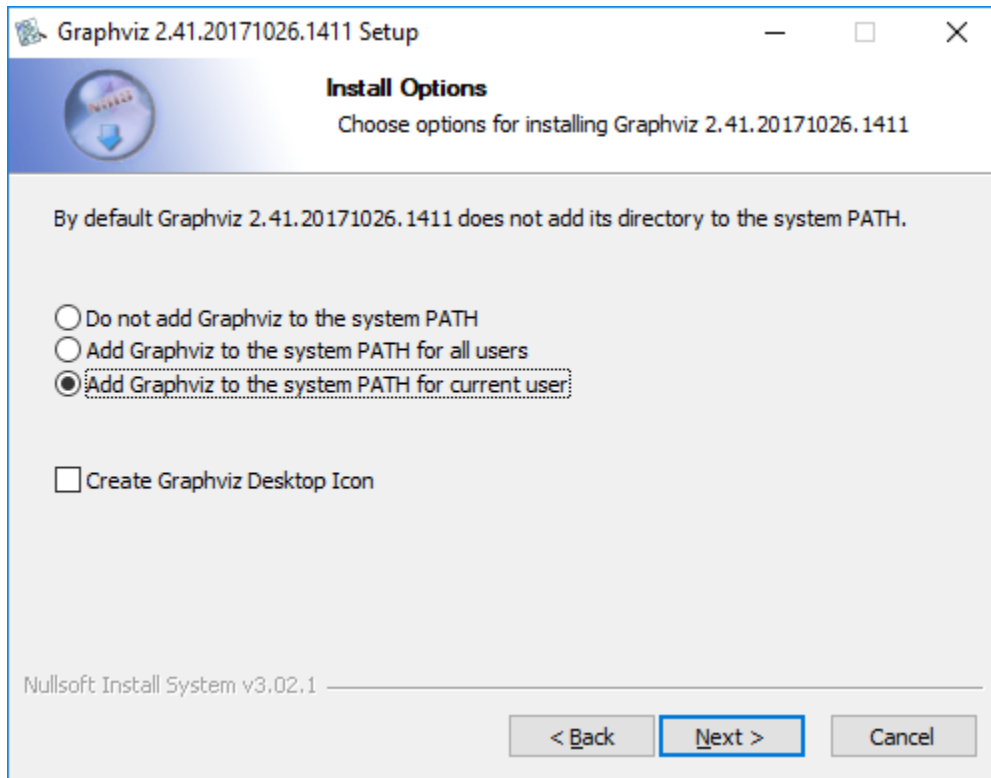 Graphviz 2.41.20171026.1411 Setup
Install Options
Choose options for installing Graphviz 2.41.20171026.1411
By default Graphviz 2.41.20171026.1411 does not add its directory to the system PATH.
Do not add Graphviz to the system PATH
Add Graphviz to the system PATH for all users
Add Graphviz to the system PATH for current user
Create Graphviz Desktop Icon
Nullsoft Install System v3.02.1
< Back Next > Cancel